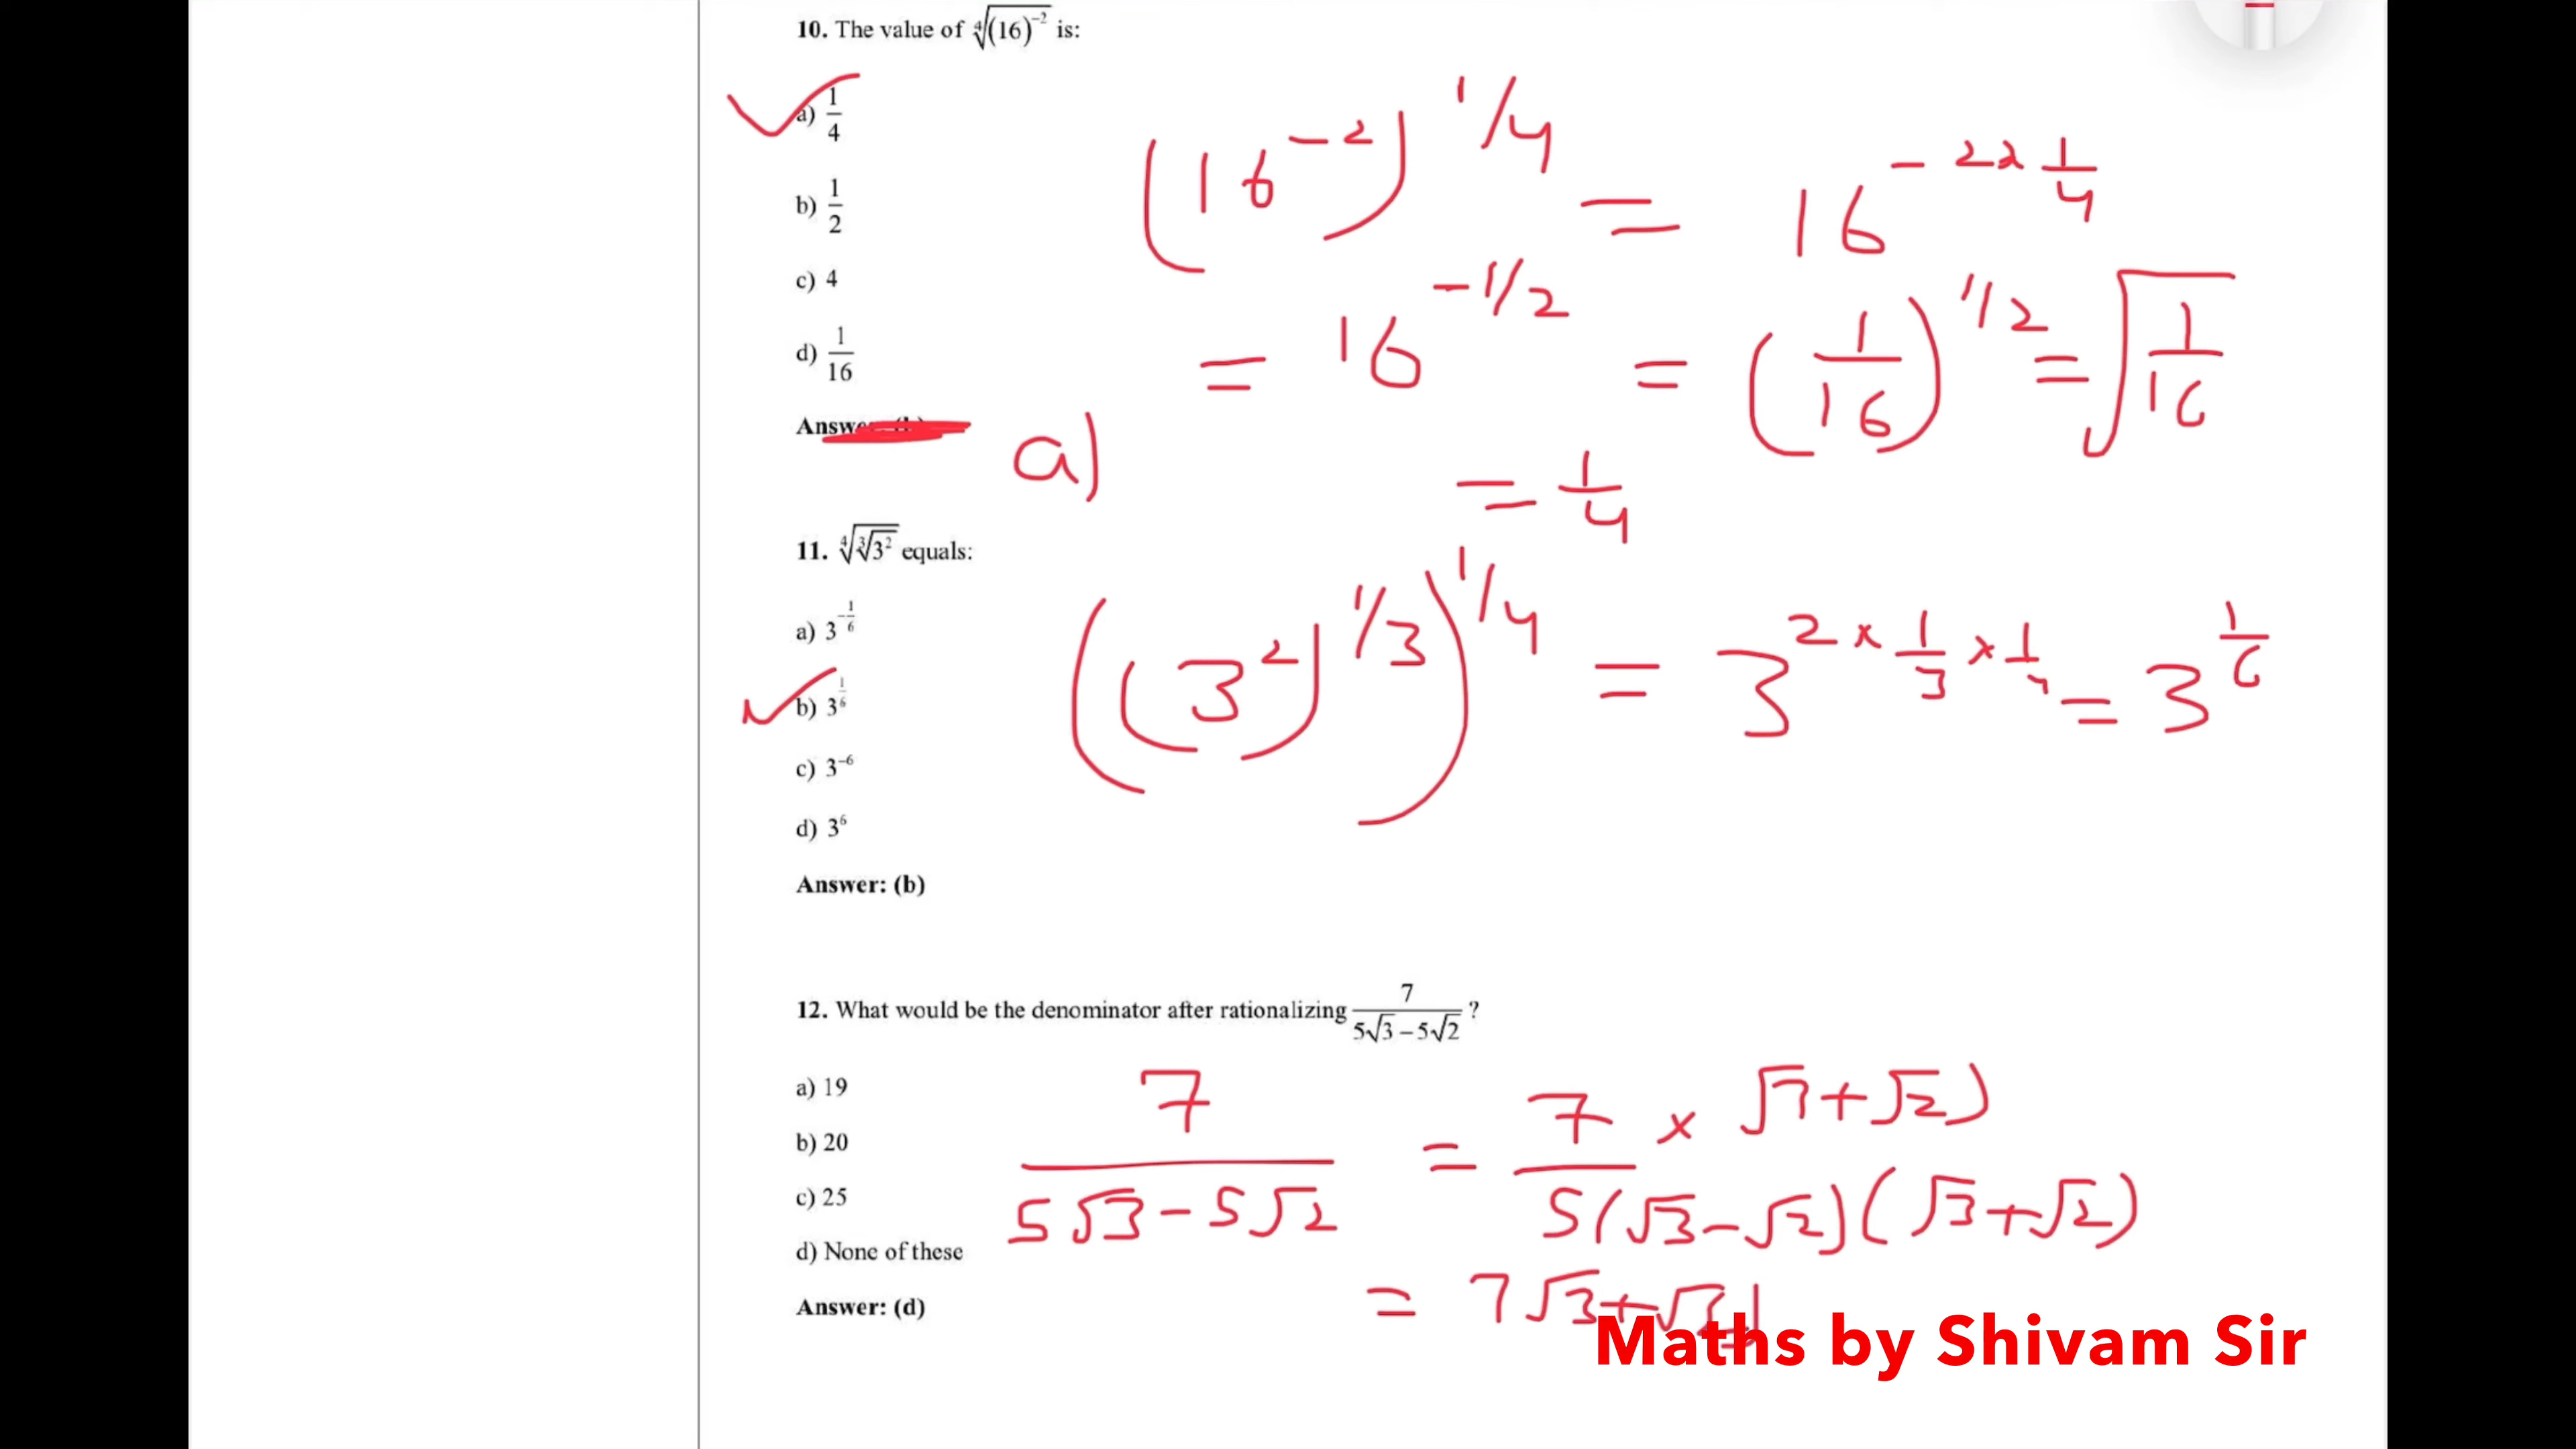 10. The value of ∜(16)⁻² is:
a) 1/4
b) 1/2
c) 4
d) 1/16
Answer
a)
(16⁻²)^1/4 = 16^(-2x1/4)
= 16^(-1/2) = (1/16)^1/2 = √(1/16)
= 1/4
11. ∜(∛3²) equals:
a) 3^(-1/6)
b) 3^(1/6)
c) 3⁻⁶
d) 3⁶
Answer: (b)
((3²)^1/3)^1/4 = 3^(2 x 1/3 x 1/4) = 3^(1/6)
12. What would be the denominator after rationalizing 7/(5√3 – 5√2) ?
a) 19
b) 20
c) 25
d) None of these
Answer: (d)
7/(5√3 - 5√2) = 7/5(√3-√2) x √3+√2)/(√3+√2)
= 7√3+√2)
Maths by Shivam Sir